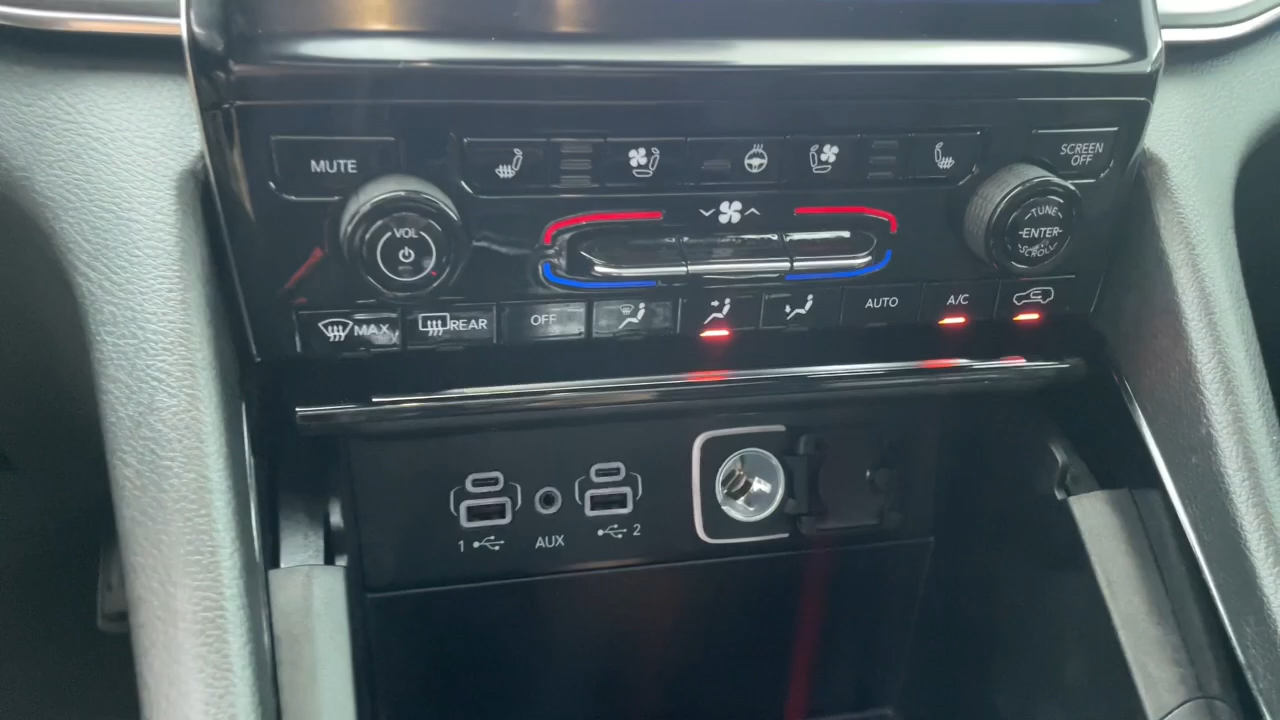 MUTE
SCREEN
OFF
VOL
TUNE
ENTER
SCROLL
MAX
REAR
OFF
AUTO
A/C
1
AUX
2